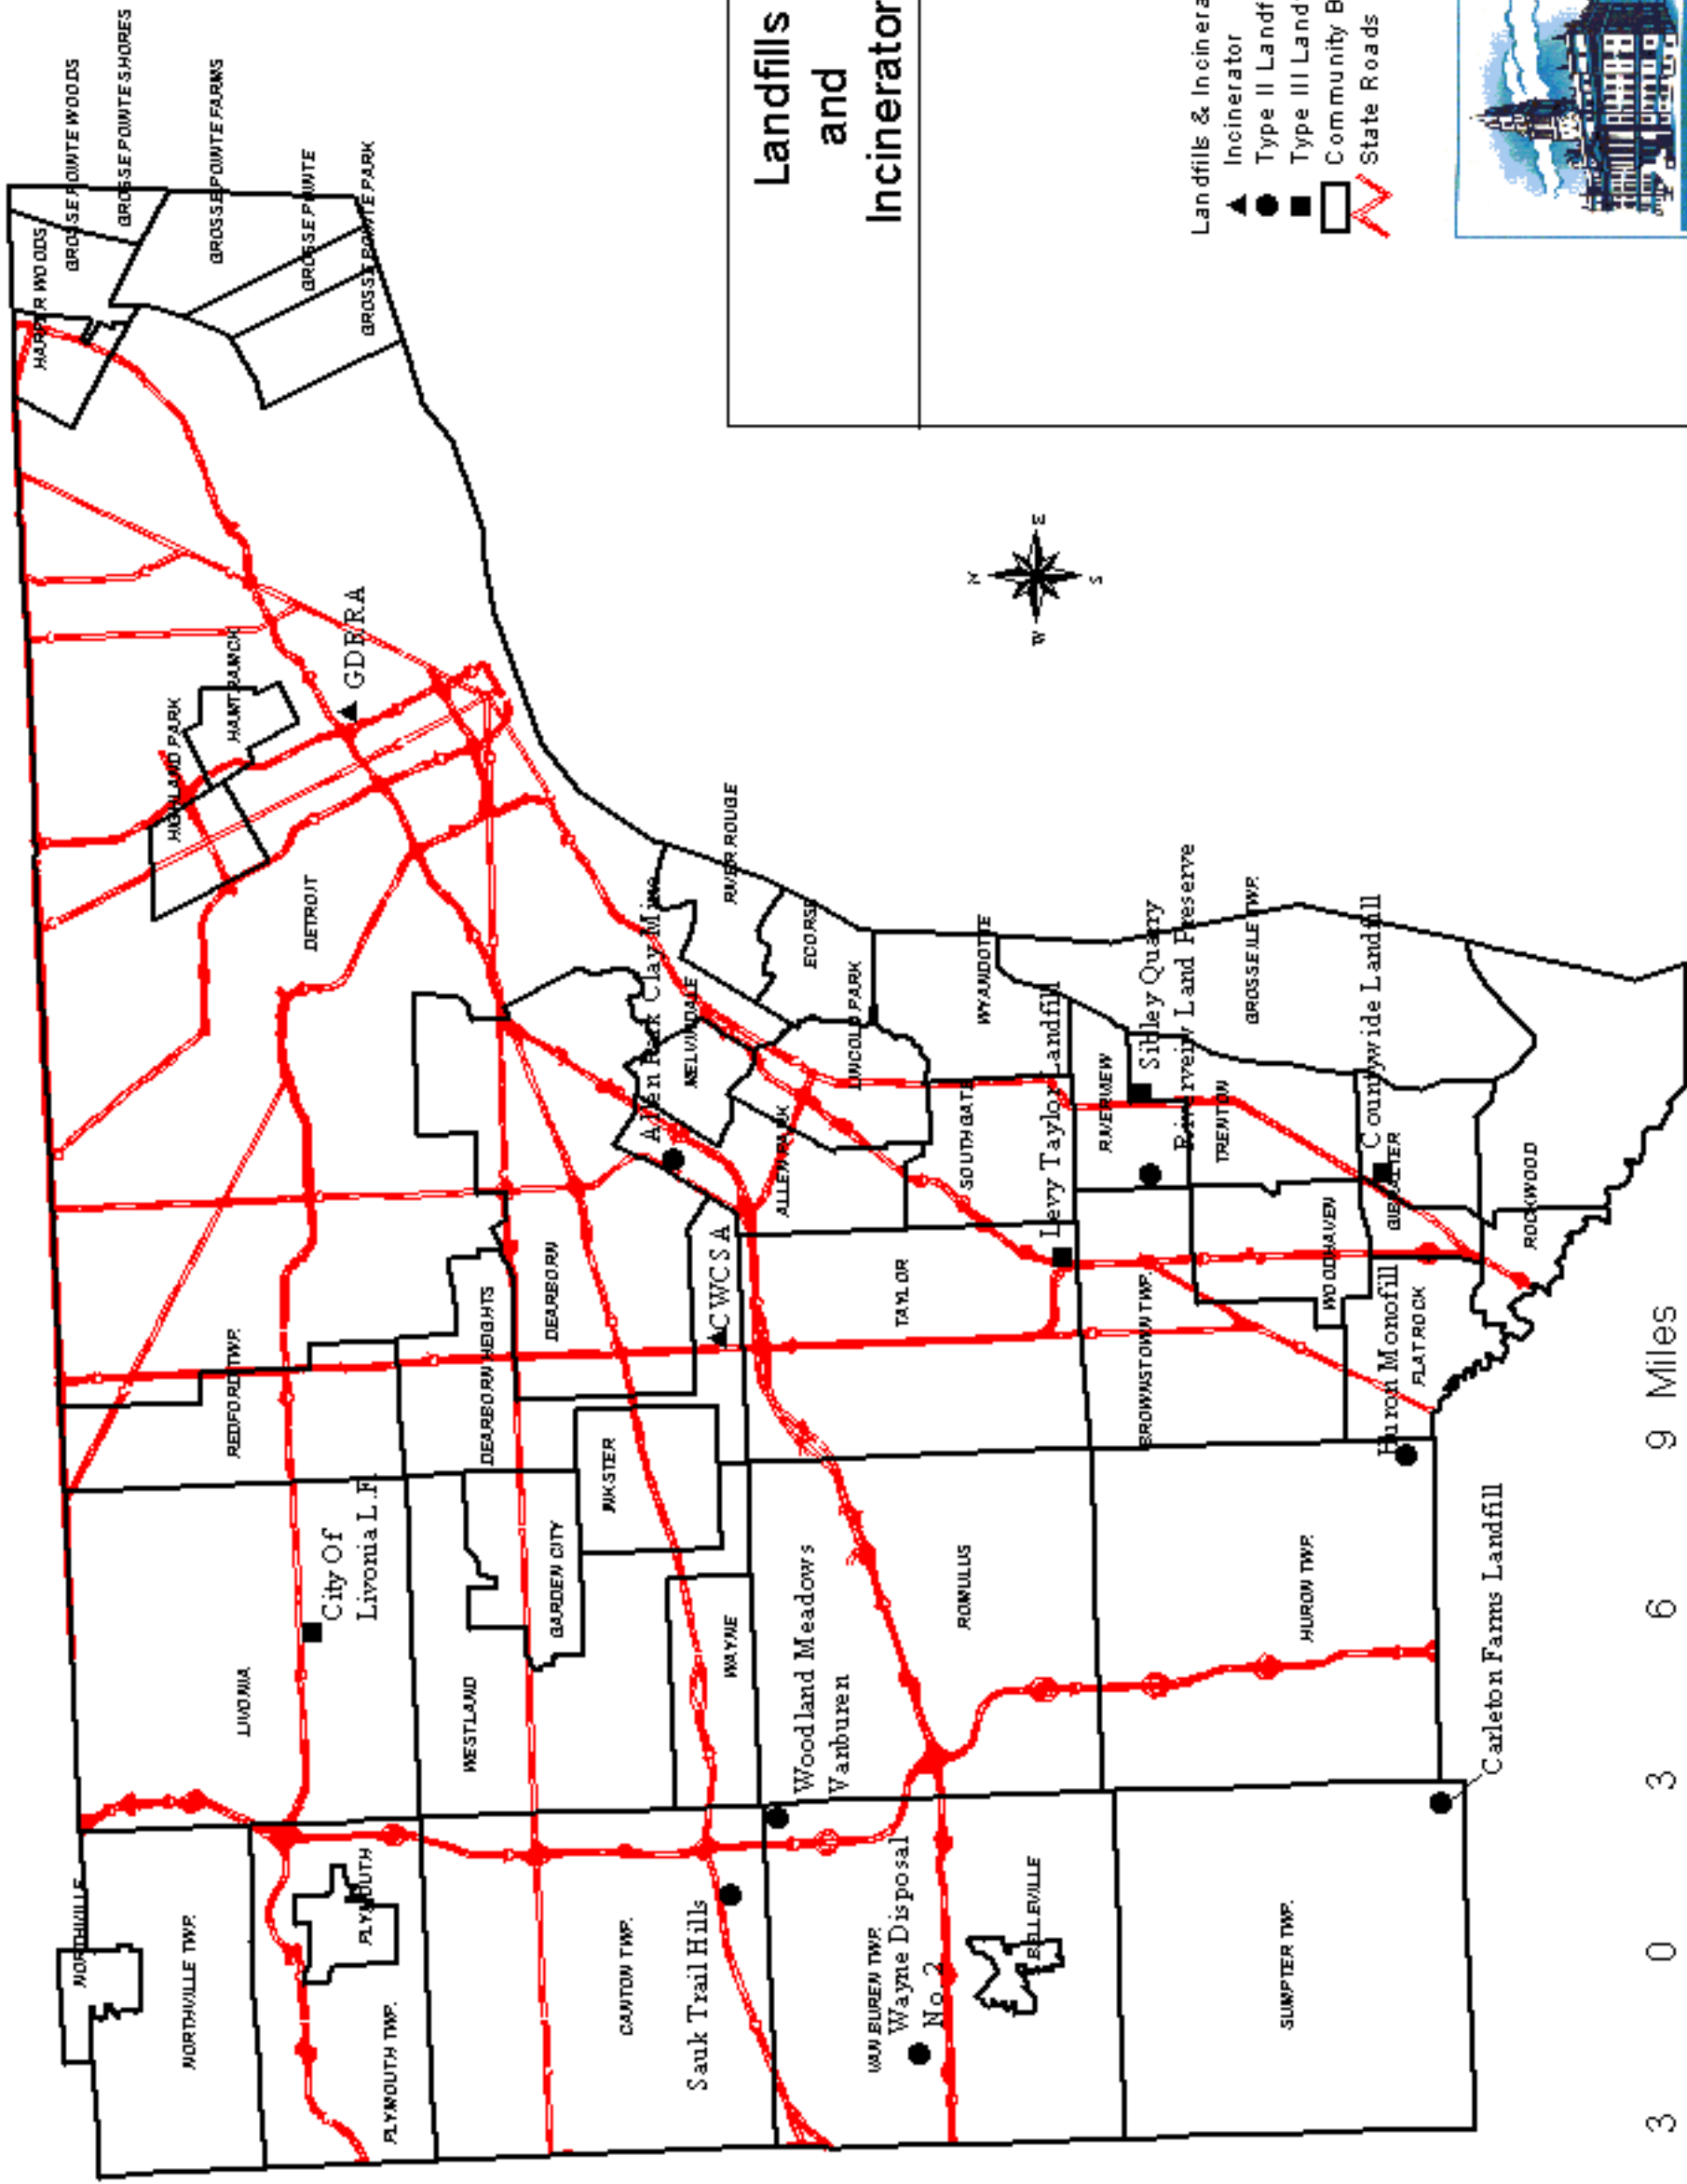 Landfills
and
Incinerator
Landfills & Incinera
Incinerator
Type II Landf
Type III Land
Community B
State Roads
N
W
E
S
NORTHVILLE
NORTHVILLE TWP.
PLYMOUTH
PLYMOUTH TWP.
CANTON TWP.
Sauk Trail Hills
VAN BUREN TWP.
Wayne Disposal
No. 2
BELLEVILLE
SUMPTER TWP.
Carleton Farms Landfill
LIVONIA
City Of
Livonia L.F.
WESTLAND
GARDEN CITY
INKSTER
WAYNE
Woodland Meadows
Vanburen
ROMULUS
HURON TWP.
Huron Monofill
REDFORD TWP.
DEARBORN HEIGHTS
DEARBORN
CWCSA
TAYLOR
Levy Taylor Landfill
BROWNSTOWN TWP.
WOODHAVEN
FLAT ROCK
ROCKWOOD
GIBRALTER
Countywide Landfill
DETROIT
HIGHLAND PARK
HAMTRAMCK
GDRRA
Allen Park Clay Mine
MELVINDALE
ALLEN PARK
LINCOLN PARK
RIVER ROUGE
ECORSE
WYANDOTTE
SOUTHGATE
RIVERVIEW
Sibley Quarry
Riverveiw Land Preserve
TRENTON
GROSSE ILE TWP.
HARPER WOODS
GROSSE POINTE WOODS
GROSSE POINTE SHORES
GROSSE POINTE FARMS
GROSSE POINTE
GROSSE POINTE PARK
3 0 3 6 9 Miles